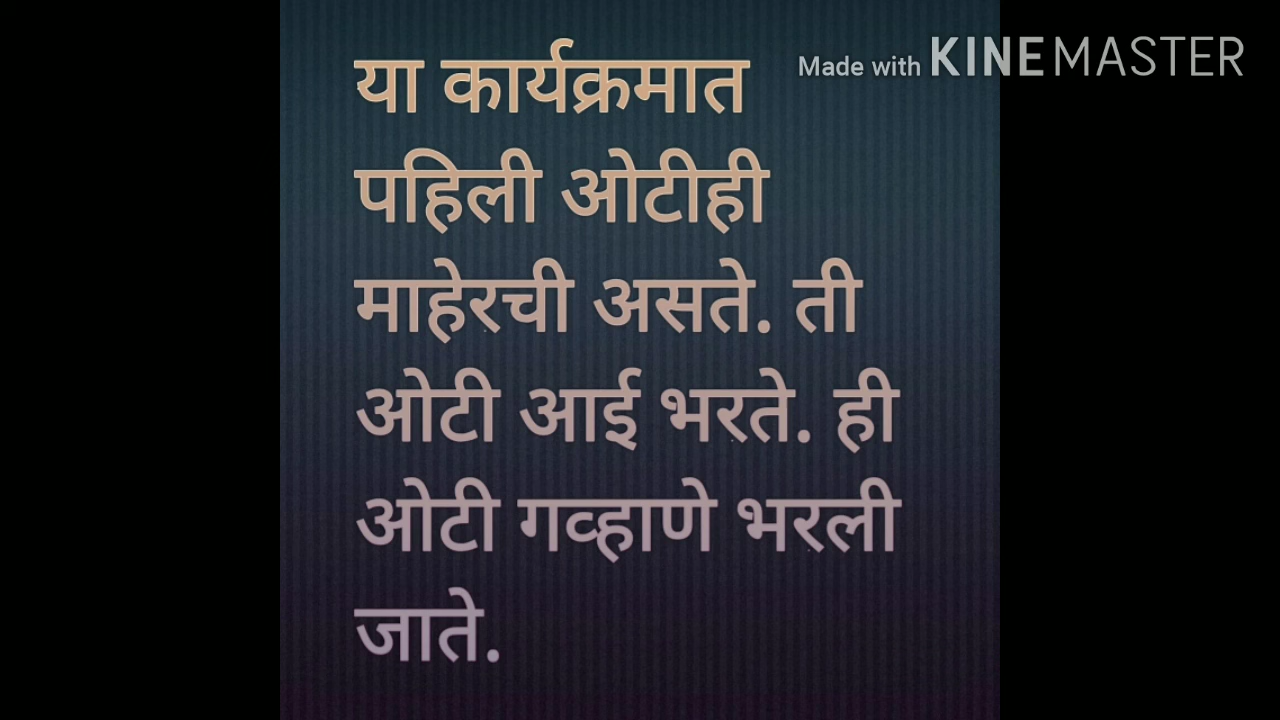 Made with KINEMASTER
या कार्यक्रमात
पहिली ओटीही
माहेरची असते. ती
ओटी आई भरते. ही
ओटी गव्हाणे भरली
जाते.